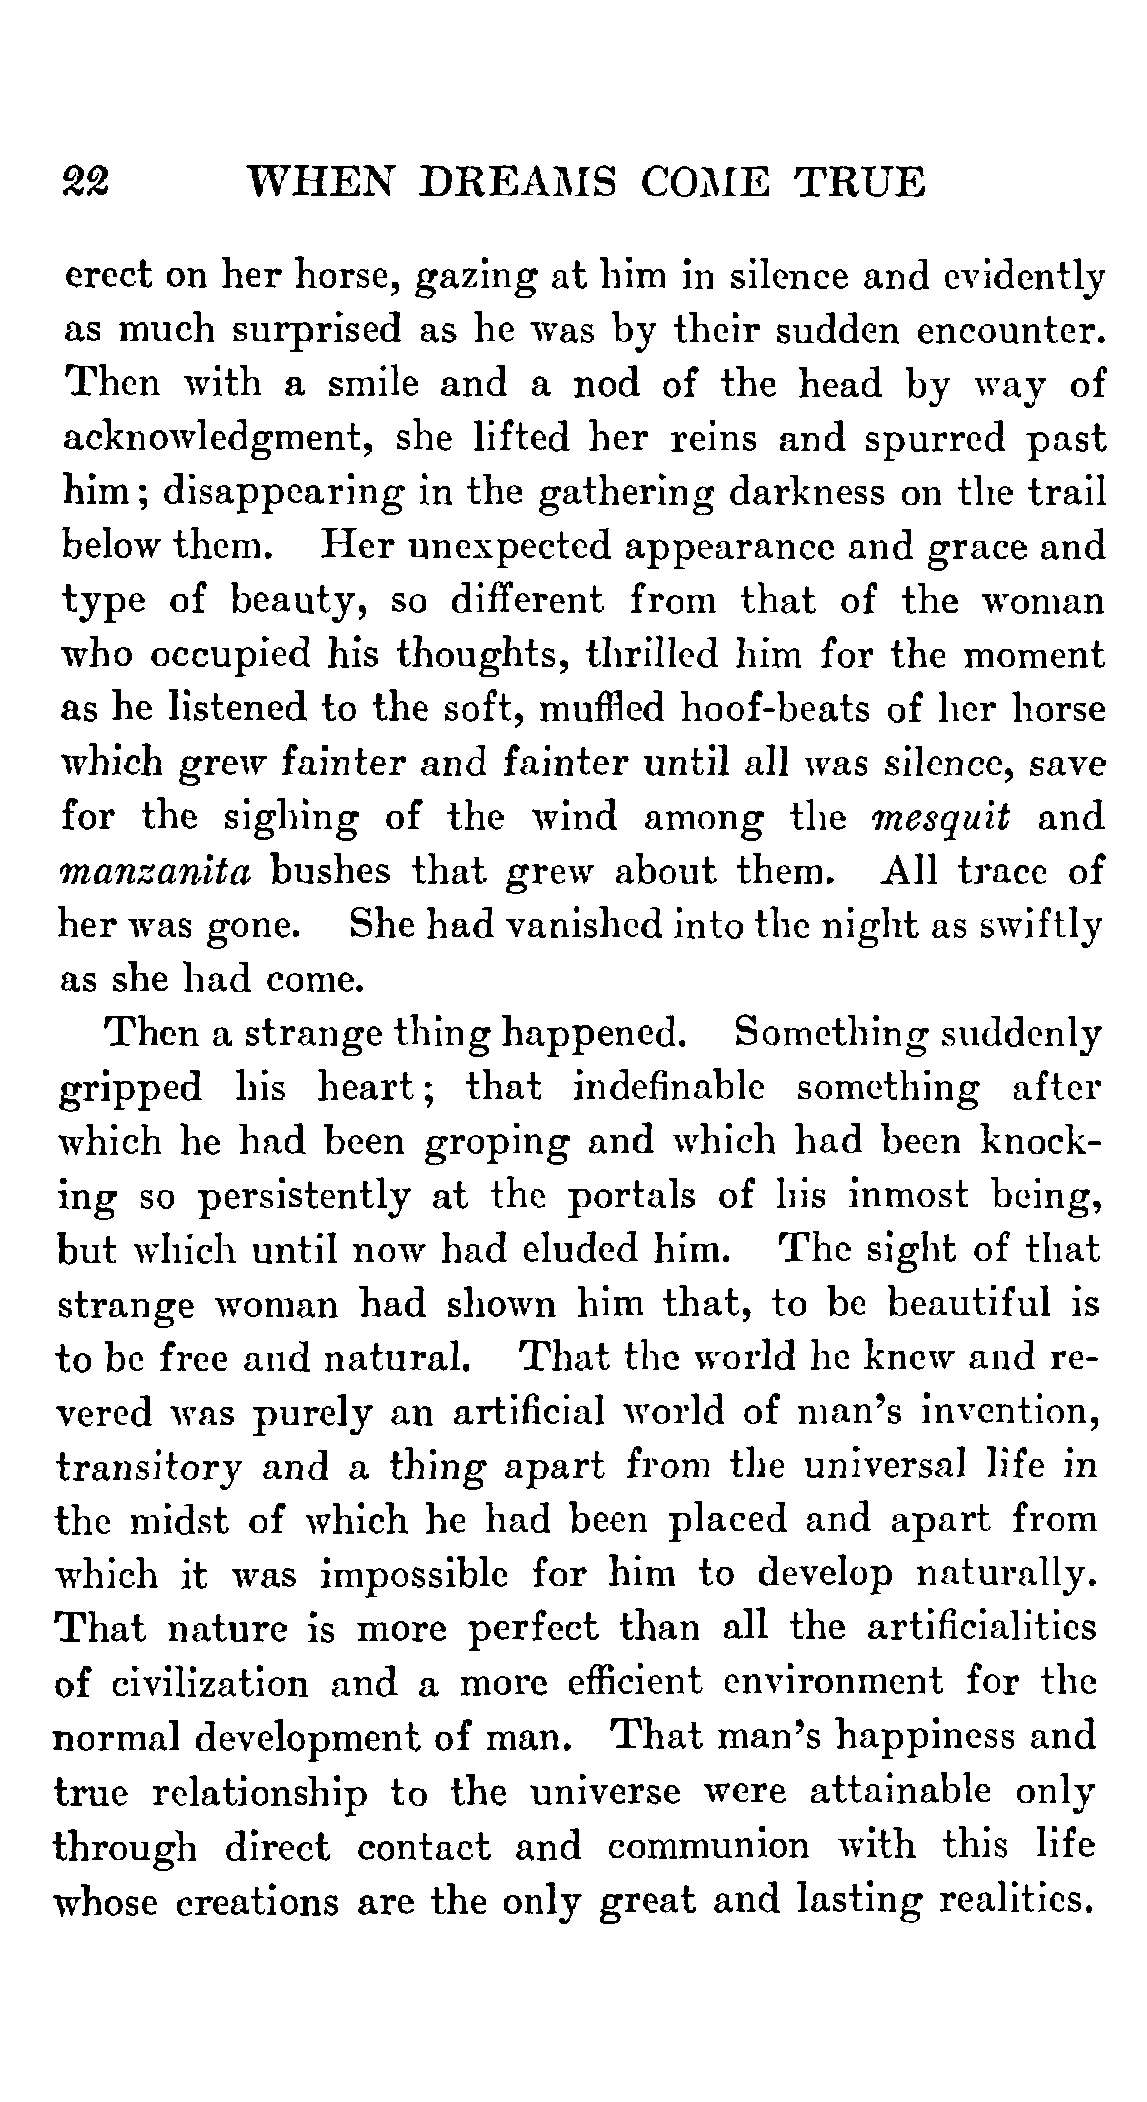 22 WHEN DREAMS COME TRUE
erect on her horse, gazing at him in silence and evidently
as much surprised as he was by their sudden encounter.
Then with a smile and a nod of the head by way of
acknowledgment, she lifted her reins and spurred past
him; disappearing in the gathering darkness on the trail
below them. Her unexpected appearance and grace and
type of beauty, so different from that of the woman
who occupied his thoughts, thrilled him for the moment
as he listened to the soft, muffled hoof-beats of her horse
which grew fainter and fainter until all was silence, save
for the sighing of the wind among the mesquit and
manzanita bushes that grew about them. All trace of
her was gone. She had vanished into the night as swiftly
as she had come.
Then a strange thing happened. Something suddenly
gripped his heart; that indefinable something after
which he had been groping and which had been knock-
ing so persistently at the portals of his inmost being,
but which until now had eluded him. The sight of that
strange woman had shown him that, to be beautiful is
to be free and natural. That the world he knew and re-
vered was purely an artificial world of man's invention,
transitory and a thing apart from the universal life in
the midst of which he had been placed and apart from
which it was impossible for him to develop naturally.
That nature is more perfect than all the artificialities
of civilization and a more efficient environment for the
normal development of man. That man's happiness and
true relationship to the universe were attainable only
through direct contact and communion with this life
whose creations are the only great and lasting realities.